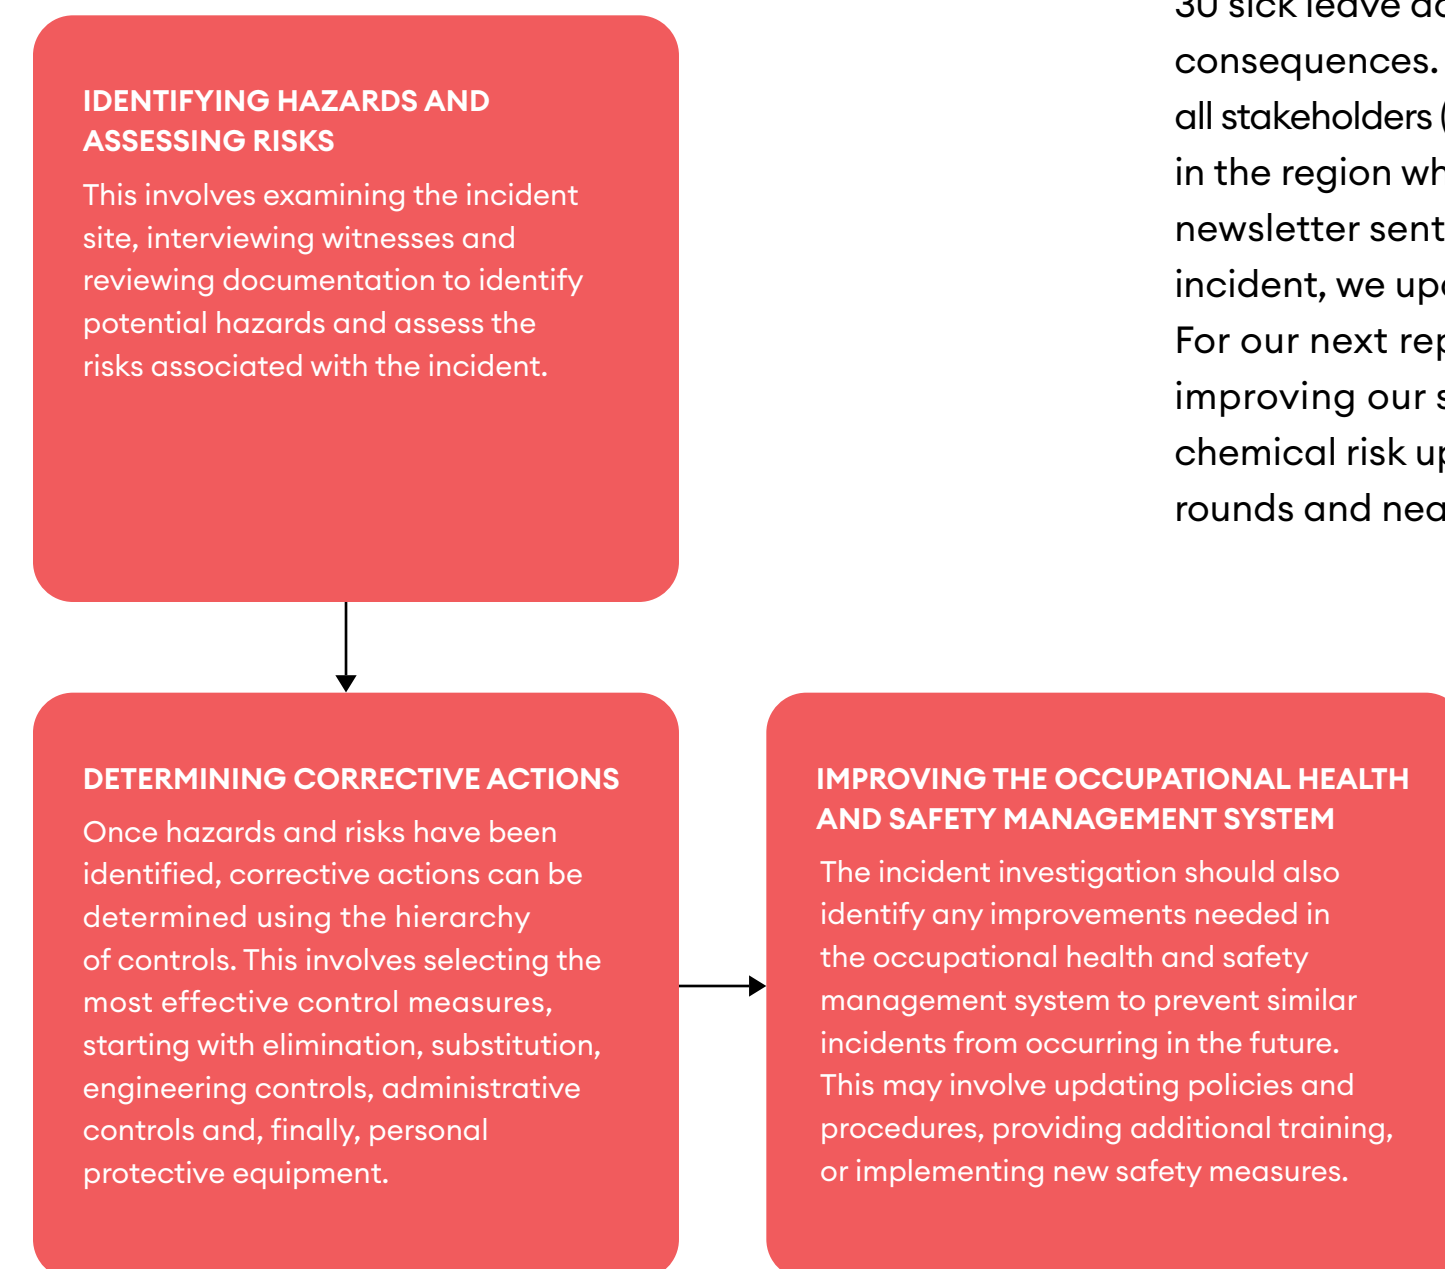 IDENTIFYING HAZARDS AND
ASSESSING RISKS
This involves examining the incident
site, interviewing witnesses and
reviewing documentation to identify
potential hazards and assess the
risks associated with the incident.
DETERMINING CORRECTIVE ACTIONS
Once hazards and risks have been
identified, corrective actions can be
determined using the hierarchy
of controls. This involves selecting the
most effective control measures,
starting with elimination, substitution,
engineering controls, administrative
controls and, finally, personal
protective equipment.
IMPROVING THE OCCUPATIONAL HEALTH
AND SAFETY MANAGEMENT SYSTEM
The incident investigation should also
identify any improvements needed in
the occupational health and safety
management system to prevent similar
incidents from occurring in the future.
This may involve updating policies and
procedures, providing additional training,
or implementing new safety measures.
30 sick leave
consequences.
all stakeholders (
in the region
newsletter sent
incident, we
For our next
improving our
chemical risk
rounds and